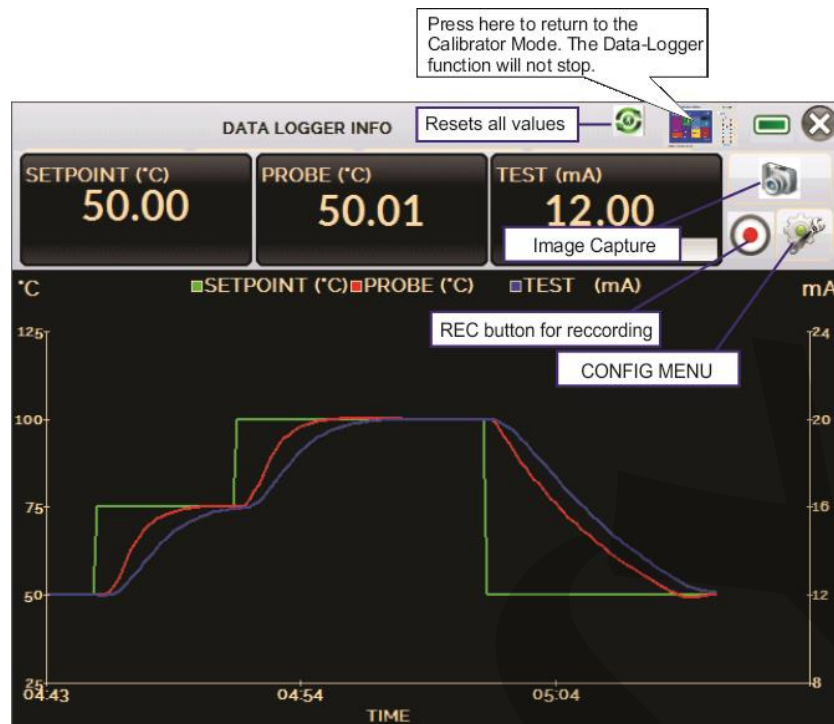 Press here to return to the
Calibrator Mode. The Data-Logger
function will not stop.
DATA LOGGER INFO
Resets all values
SETPOINT (°C)
50.00
PROBE (°C)
50.01
TEST (mA)
12.00
Image Capture
°C
SETPOINT (°C) PROBE (°C) TEST (mA)
mA
REC button for reccording
CONFIG MENU
125
24
100
20
75
16
50
12
25
8
04:43
04:54
05:04
TIME